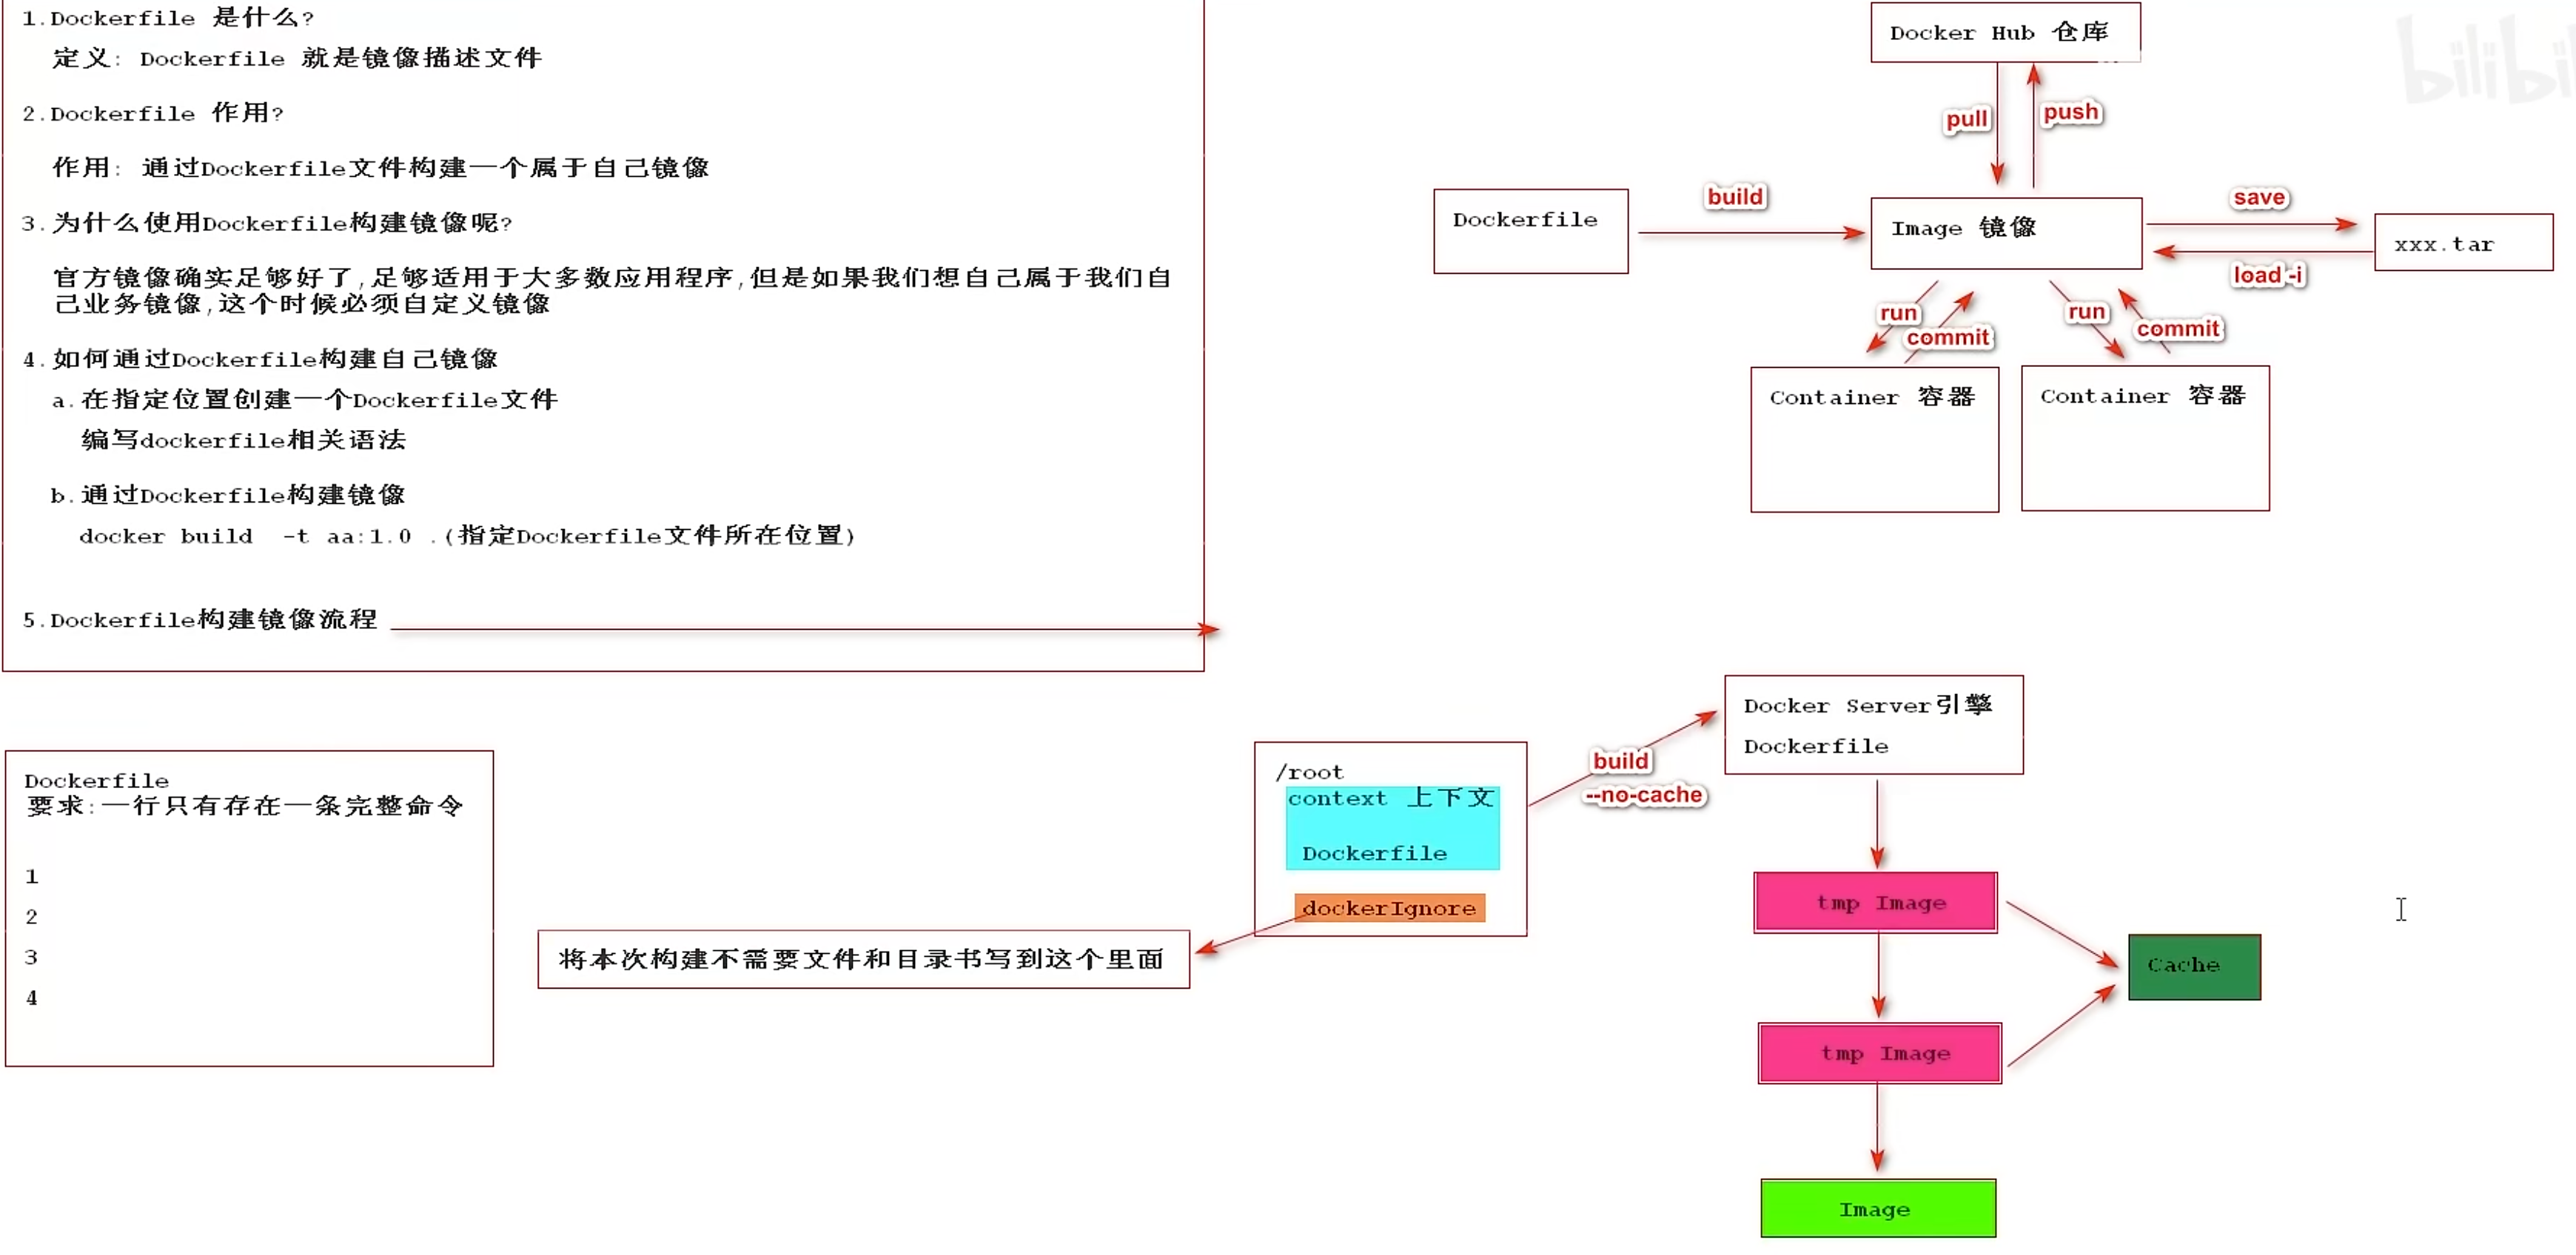 1.Dockerfile 是什么?
定义: Dockerfile 就是镜像描述文件
2.Dockerfile 作用?
作用: 通过Dockerfile文件构建一个属于自己镜像
3.为什么使用Dockerfile构建镜像呢?
官方镜像确实足够好了,足够适用于大多数应用程序,但是如果我们想自己属于我们自
己业务镜像,这个时候必须自定义镜像
4.如何通过Dockerfile构建自己镜像
a.在指定位置创建一个Dockerfile文件
编写dockerfile相关语法
b.通过Dockerfile构建镜像
docker build  -t aa:1.0 .(指定Dockerfile文件所在位置)
5.Dockerfile构建镜像流程
Docker Hub 仓库
pull
push
Dockerfile
build
Image 镜像
save
load -i
xxx.tar
run
commit
run
commit
Container 容器
Container 容器
Dockerfile
要求:一行只有存在一条完整命令
1
2
3
4
将本次构建不需要文件和目录书写到这个里面
/root
context 上下文
Dockerfile
dockerIgnore
build
--no-cache
Docker Server引擎
Dockerfile
tmp Image
tmp Image
Cache
Image